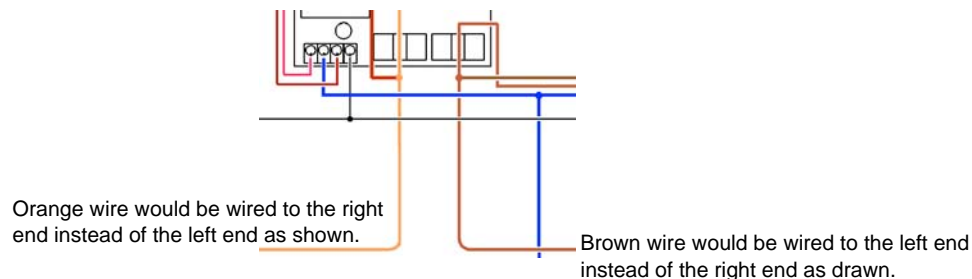 Orange wire would be wired to the right
end instead of the left end as shown.
Brown wire would be wired to the left end
instead of the right end as drawn.